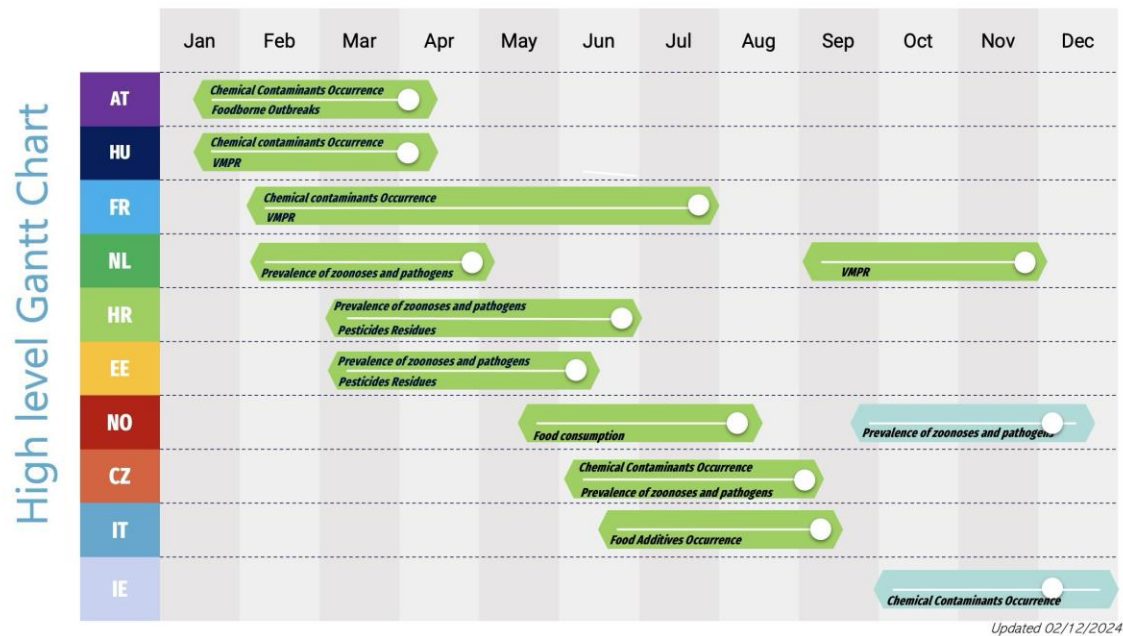 High level Gantt Chart
Jan Feb Mar Apr May Jun Jul Aug Sep Oct Nov Dec
AT
Chemical Contaminants Occurrence
Foodborne Outbreaks
HU
Chemical contaminants Occurrence
VMPR
FR
Chemical contaminants Occurrence
VMPR
NL
Prevalence of zoonoses and pathogens
VMPR
HR
Prevalence of zoonoses and pathogens
Pesticides Residues
EE
Prevalence of zoonoses and pathogens
Pesticides Residues
NO
Food consumption
Prevalence of zoonoses and pathogens
CZ
Chemical Contaminants Occurrence
Prevalence of zoonoses and pathogens
IT
Food Additives Occurrence
IE
Chemical Contaminants Occurrence
Updated 02/12/2024